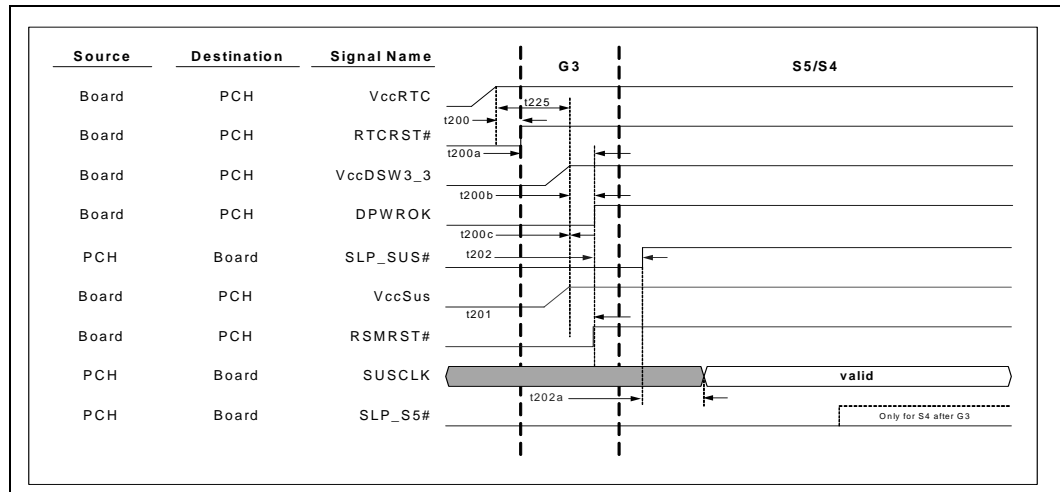 Source Destination Signal Name
G3 S5/S4
Board PCH VccRTC
t225
t200
Board PCH RTCRST#
t200a
Board PCH VccDSW3_3
t200b
Board PCH DPWROK
t200c
PCH Board SLP_SUS#
t202
Board PCH VccSus
t201
Board PCH RSMRST#
PCH Board SUSCLK valid
t202a
PCH Board SLP_S5# Only for S4 after G3